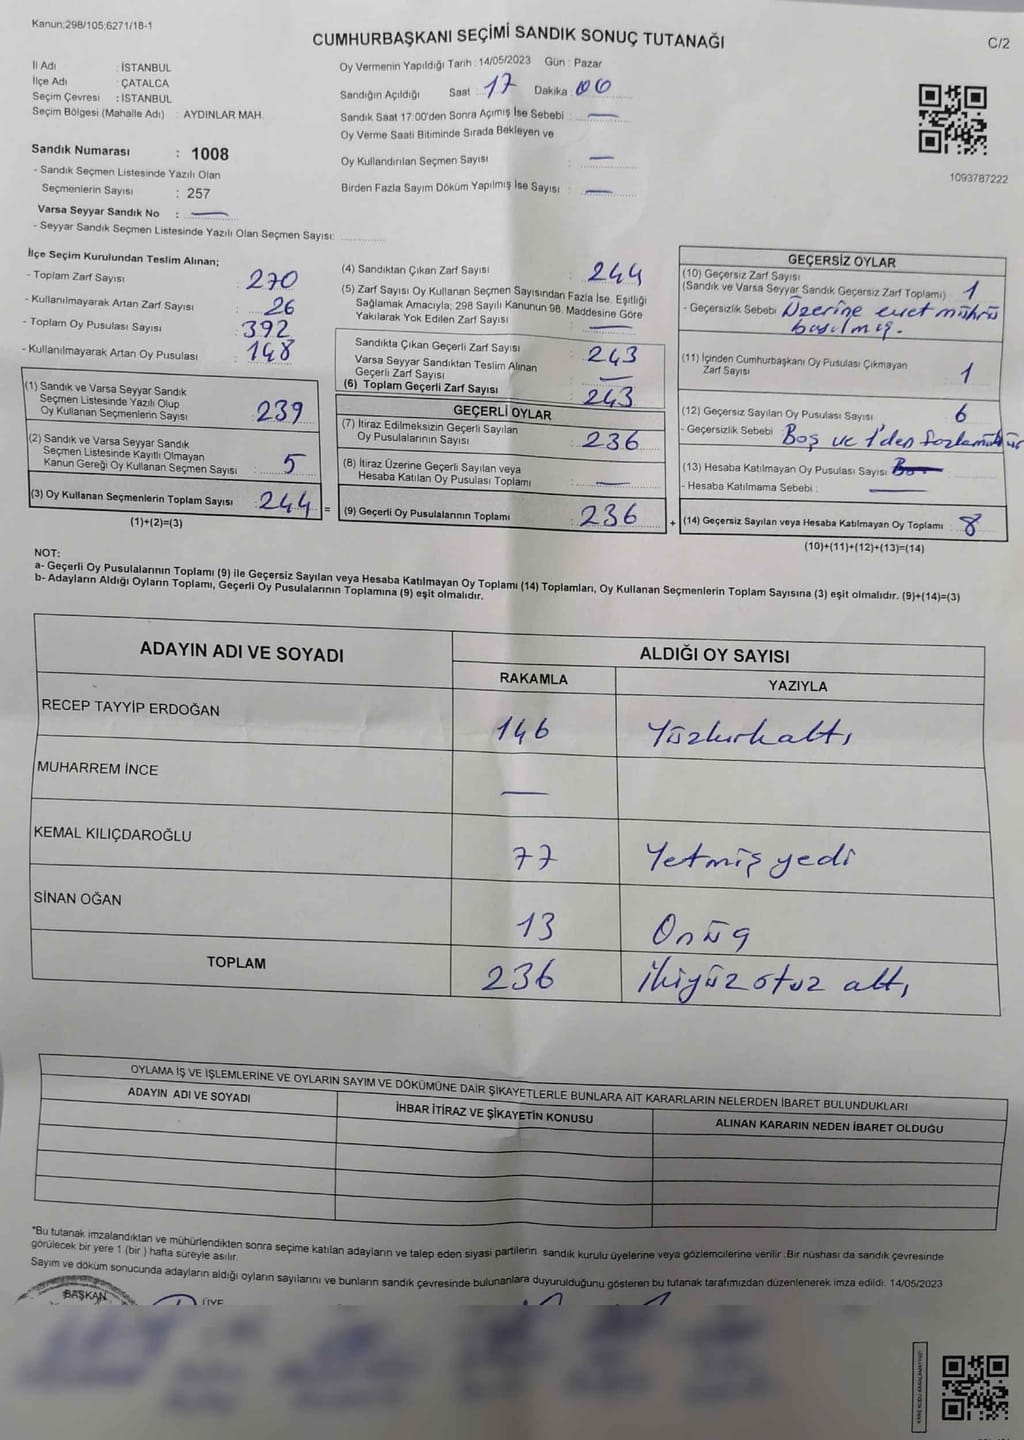 Kanun:298/105;6271/18-1
CUMHURBAŞKANI SEÇİMİ SANDIK SONUÇ TUTANAĞI
C/2
İl Adı : İSTANBUL
İlçe Adı : ÇATALCA
Seçim Çevresi : İSTANBUL
Seçim Bölgesi (Mahalle Adı) : AYDINLAR MAH.
Sandık Numarası : 1008
- Sandık Seçmen Listesinde Yazılı Olan
Seçmenlerin Sayısı : 257
Varsa Seyyar Sandık No : —
- Seyyar Sandık Seçmen Listesinde Yazılı Olan Seçmen Sayısı:
Oy Vermenin Yapıldığı Tarih : 14/05/2023 Gün : Pazar
Sandığın Açıldığı Saat : 17 Dakika : 00
Sandık Saat 17:00'den Sonra Açımış İse Sebebi : —
Oy Verme Saati Bitiminde Sırada Bekleyen ve
Oy Kullandırılan Seçmen Sayısı : —
Birden Fazla Sayım Döküm Yapılmış İse Sayısı : —
1093787222
İlçe Seçim Kurulundan Teslim Alınan;
- Toplam Zarf Sayısı : 270
- Kullanılmayarak Artan Zarf Sayısı : 26
- Toplam Oy Pusulası Sayısı : 392
- Kullanılmayarak Artan Oy Pusulası : 148
(1) Sandık ve Varsa Seyyar Sandık
Seçmen Listesinde Yazılı Olup
Oy Kullanan Seçmenlerin Sayısı : 239
(2) Sandık ve Varsa Seyyar Sandık
Seçmen Listesinde Kayıtlı Olmayan
Kanun Gereği Oy Kullanan Seçmen Sayısı : 5
(3) Oy Kullanan Seçmenlerin Toplam Sayısı : 244 =
(1)+(2)=(3)
(4) Sandıktan Çıkan Zarf Sayısı : 244
(5) Zarf Sayısı Oy Kullanan Seçmen Sayısından Fazla İse, Eşitliği
Sağlamak Amacıyla; 298 Sayılı Kanunun 98. Maddesine Göre
Yakılarak Yok Edilen Zarf Sayısı : —
Sandıkta Çıkan Geçerli Zarf Sayısı : 243
Varsa Seyyar Sandıktan Teslim Alınan
Geçerli Zarf Sayısı : —
(6) Toplam Geçerli Zarf Sayısı : 243
GEÇERLİ OYLAR
(7) İtiraz Edilmeksizin Geçerli Sayılan
Oy Pusulalarının Sayısı : 236
(8) İtiraz Üzerine Geçerli Sayılan veya
Hesaba Katılan Oy Pusulası Toplamı : —
(9) Geçerli Oy Pusulalarının Toplamı : 236 +
GEÇERSİZ OYLAR
(10) Geçersiz Zarf Sayısı
(Sandık ve Varsa Seyyar Sandık Geçersiz Zarf Toplamı) : 1
- Geçersizlik Sebebi : Üzerine evet mührü
basılmış.
(11) İçinden Cumhurbaşkanı Oy Pusulası Çıkmayan
Zarf Sayısı : 1
(12) Geçersiz Sayılan Oy Pusulası Sayısı : 6
- Geçersizlik Sebebi : Boş ve 1'den fazla mühür
(13) Hesaba Katılmayan Oy Pusulası Sayısı :
- Hesaba Katılmama Sebebi : —
(14) Geçersiz Sayılan veya Hesaba Katılmayan Oy Toplamı : 8
(10)+(11)+(12)+(13)=(14)
NOT:
a- Geçerli Oy Pusulalarının Toplamı (9) ile Geçersiz Sayılan veya Hesaba Katılmayan Oy Toplamı (14) Toplamları, Oy Kullanan Seçmenlerin Toplam Sayısına (3) eşit olmalıdır. (9)+(14)=(3)
b- Adayların Aldığı Oyların Toplamı, Geçerli Oy Pusulalarının Toplamına (9) eşit olmalıdır.
ADAYIN ADI VE SOYADI ALDIĞI OY SAYISI
RAKAMLA YAZIYLA
RECEP TAYYİP ERDOĞAN 146 Yüzkırkaltı
MUHARREM İNCE —
KEMAL KILIÇDAROĞLU 77 Yetmiş yedi
SİNAN OĞAN 13 Onüç
TOPLAM 236 İkiyüz otuz altı
OYLAMA İŞ VE İŞLEMLERİNE VE OYLARIN SAYIM VE DÖKÜMÜNE DAİR ŞİKAYETLERLE BUNLARA AİT KARARLARIN NELERDEN İBARET BULUNDUKLARI
ADAYIN ADI VE SOYADI İHBAR İTİRAZ VE ŞİKAYETİN KONUSU ALINAN KARARIN NEDEN İBARET OLDUĞU
*Bu tutanak imzalandıktan ve mühürlendikten sonra seçime katılan adayların ve talep eden siyasi partilerin sandık kurulu üyelerine veya gözlemcilerine verilir .Bir nüshası da sandık çevresinde
görülecek bir yere 1 (bir ) hafta süreyle asılır.
Sayım ve döküm sonucunda adayların aldığı oyların sayılarını ve bunların sandık çevresinde bulunanlara duyurulduğunu gösteren bu tutanak tarafımızdan düzenlenerek imza edildi. 14/05/2023
BAŞKAN ÜYE